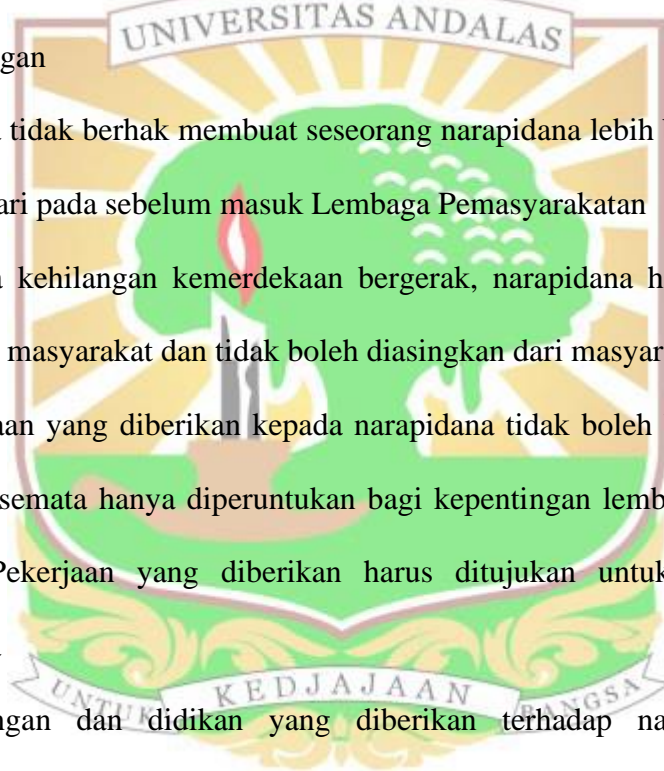 UNIVERSITAS ANDALAS
gan
tidak berhak membuat seseorang narapidana lebih
ari pada sebelum masuk Lembaga Pemasyarakatan
kehilangan kemerdekaan bergerak, narapidana h
masyarakat dan tidak boleh diasingkan dari masyar
aan yang diberikan kepada narapidana tidak boleh
semata hanya diperuntukan bagi kepentingan lemb
Pekerjaan yang diberikan harus ditujukan untuk
UNTUK KEDJAJAAN BANGSA
ngan dan didikan yang diberikan terhadap na